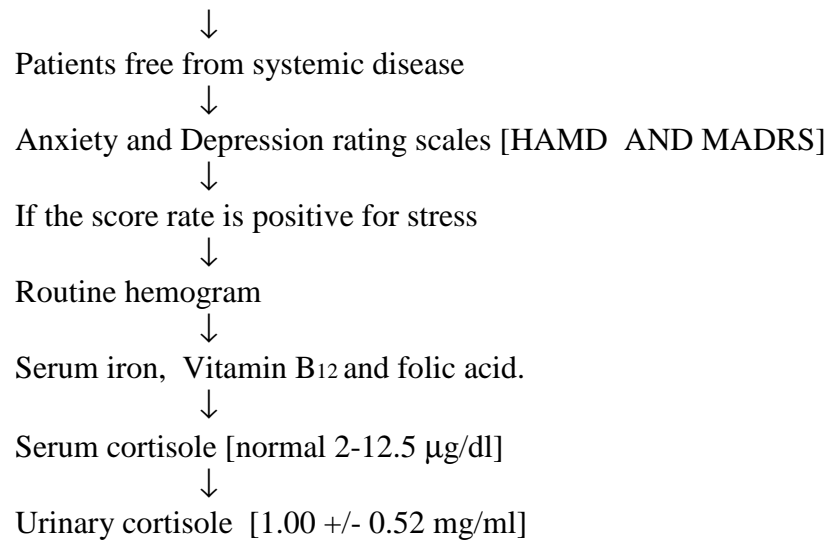 ↓
Patients free from systemic disease
↓
Anxiety and Depression rating scales [HAMD AND MADRS]
↓
If the score rate is positive for stress
↓
Routine hemogram
↓
Serum iron, Vitamin B12 and folic acid.
↓
Serum cortisole [normal 2-12.5 μg/dl]
↓
Urinary cortisole [1.00 +/- 0.52 mg/ml]